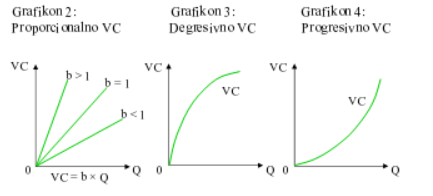 Grafikon 2:
Proporcionalno VC
VC
b > 1
b = 1
b < 1
0
Q
VC = b × Q
Grafikon 3:
Degresivno VC
VC
VC
0
Q
Grafikon 4:
Progresivno VC
VC
VC
0
Q